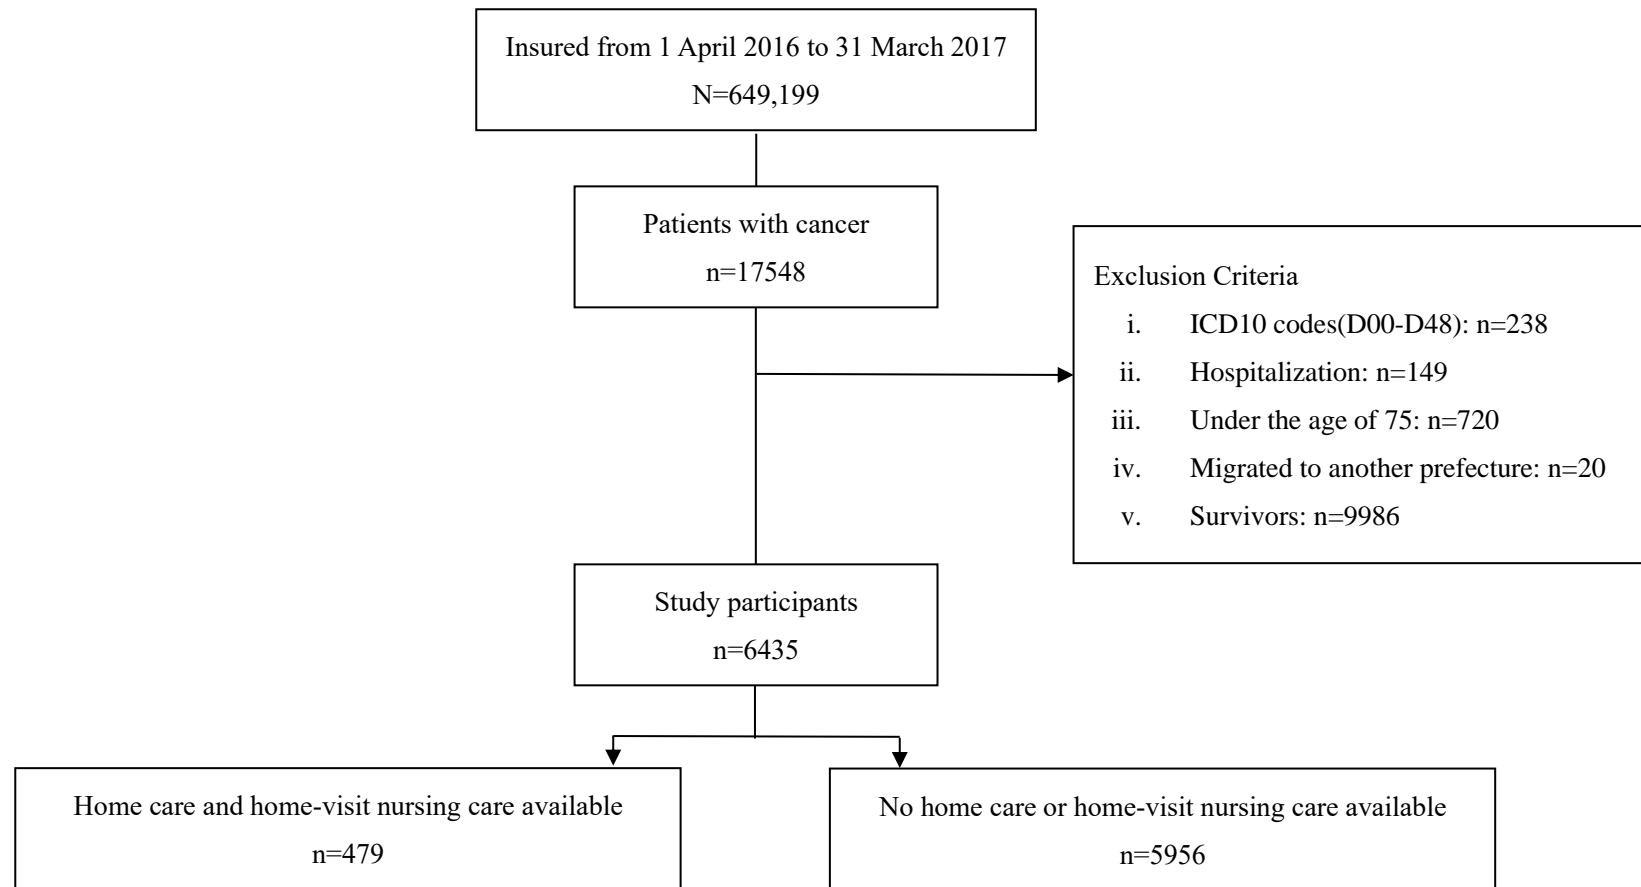 Insured from 1 April 2016 to 31 March 2017
N=649,199
Patients with cancer
n=17548
Exclusion Criteria
i. ICD10 codes(D00-D48): n=238
ii. Hospitalization: n=149
iii. Under the age of 75: n=720
iv. Migrated to another prefecture: n=20
v. Survivors: n=9986
Study participants
n=6435
Home care and home-visit nursing care available
n=479
No home care or home-visit nursing care available
n=5956